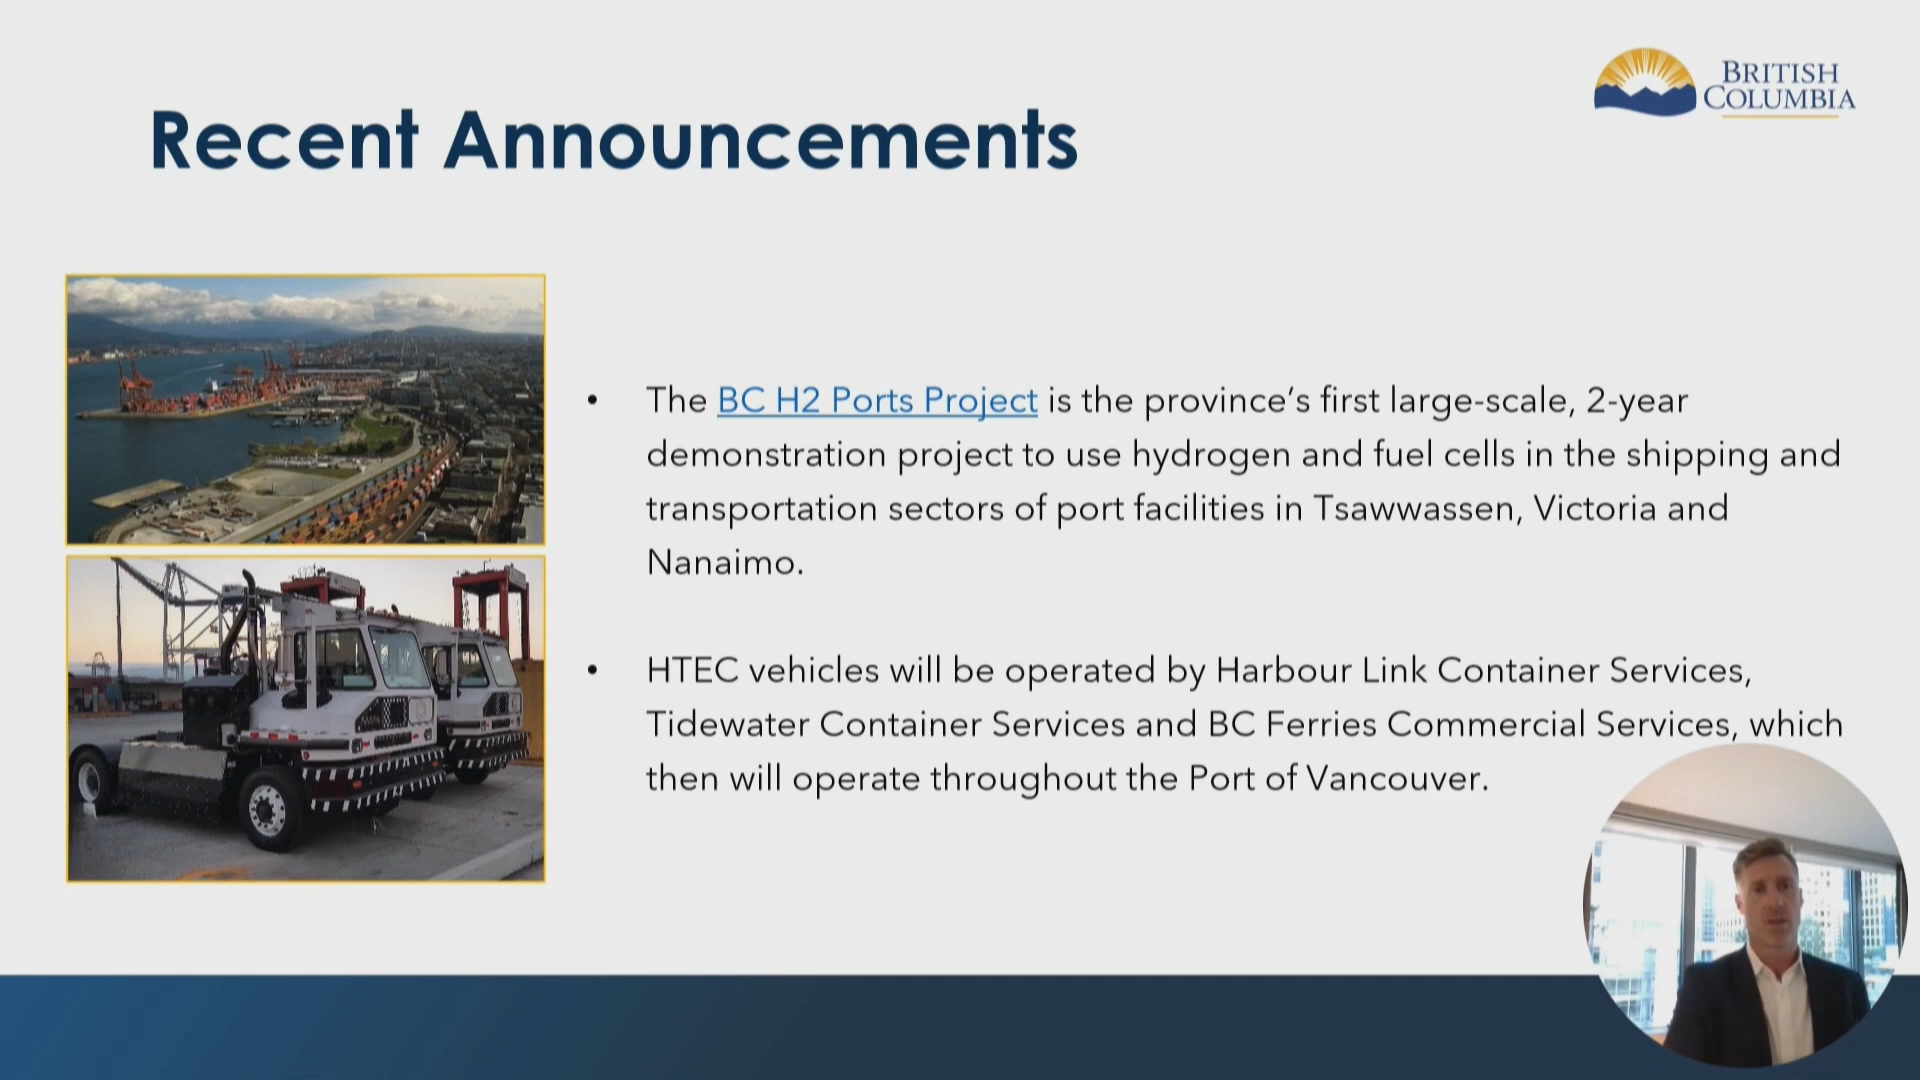 BRITISH
COLUMBIA
Recent Announcements
• The BC H2 Ports Project is the province’s first large-scale, 2-year
demonstration project to use hydrogen and fuel cells in the shipping and
transportation sectors of port facilities in Tsawwassen, Victoria and
Nanaimo.
• HTEC vehicles will be operated by Harbour Link Container Services,
Tidewater Container Services and BC Ferries Commercial Services, which
then will operate throughout the Port of Vancouver.